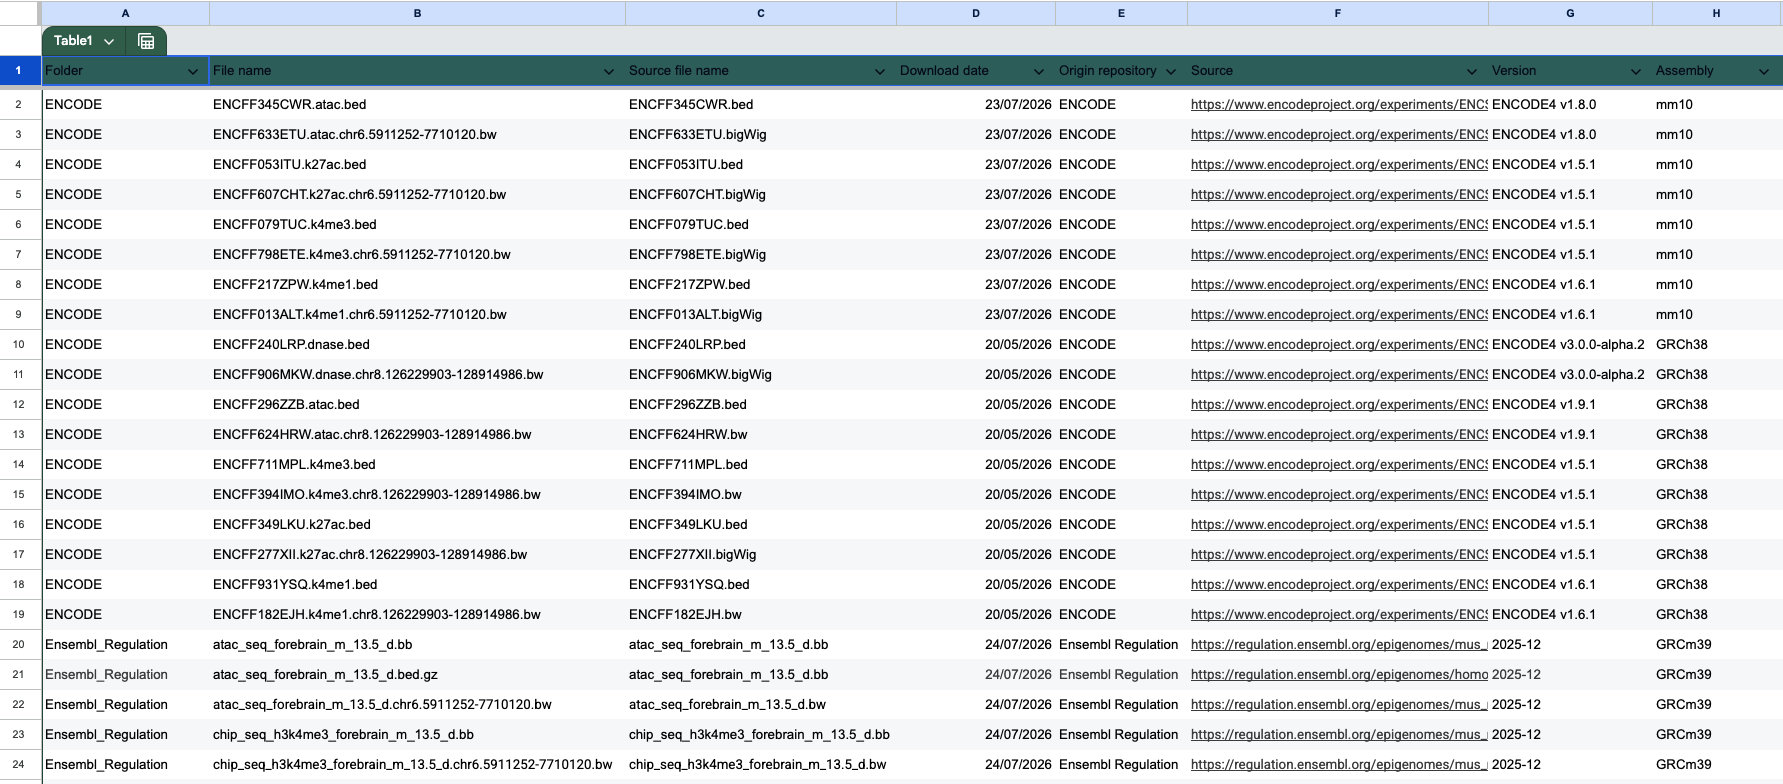 A B C D E F G H
Table1
1 Folder File name Source file name Download date Origin repository Source Version Assembly
2 ENCODE ENCFF345CWR.atac.bed ENCFF345CWR.bed 23/07/2026 ENCODE https://www.encodeproject.org/experiments/ENCS ENCODE4 v1.8.0 mm10
3 ENCODE ENCFF633ETU.atac.chr6.5911252-7710120.bw ENCFF633ETU.bigWig 23/07/2026 ENCODE https://www.encodeproject.org/experiments/ENCS ENCODE4 v1.8.0 mm10
4 ENCODE ENCFF053ITU.k27ac.bed ENCFF053ITU.bed 23/07/2026 ENCODE https://www.encodeproject.org/experiments/ENCS ENCODE4 v1.5.1 mm10
5 ENCODE ENCFF607CHT.k27ac.chr6.5911252-7710120.bw ENCFF607CHT.bigWig 23/07/2026 ENCODE https://www.encodeproject.org/experiments/ENCS ENCODE4 v1.5.1 mm10
6 ENCODE ENCFF079TUC.k4me3.bed ENCFF079TUC.bed 23/07/2026 ENCODE https://www.encodeproject.org/experiments/ENCS ENCODE4 v1.5.1 mm10
7 ENCODE ENCFF798ETE.k4me3.chr6.5911252-7710120.bw ENCFF798ETE.bigWig 23/07/2026 ENCODE https://www.encodeproject.org/experiments/ENCS ENCODE4 v1.5.1 mm10
8 ENCODE ENCFF217ZPW.k4me1.bed ENCFF217ZPW.bed 23/07/2026 ENCODE https://www.encodeproject.org/experiments/ENCS ENCODE4 v1.6.1 mm10
9 ENCODE ENCFF013ALT.k4me1.chr6.5911252-7710120.bw ENCFF013ALT.bigWig 23/07/2026 ENCODE https://www.encodeproject.org/experiments/ENCS ENCODE4 v1.6.1 mm10
10 ENCODE ENCFF240LRP.dnase.bed ENCFF240LRP.bed 20/05/2026 ENCODE https://www.encodeproject.org/experiments/ENCS ENCODE4 v3.0.0-alpha.2 GRCh38
11 ENCODE ENCFF906MKW.dnase.chr8.126229903-128914986.bw ENCFF906MKW.bigWig 20/05/2026 ENCODE https://www.encodeproject.org/experiments/ENCS ENCODE4 v3.0.0-alpha.2 GRCh38
12 ENCODE ENCFF296ZZB.atac.bed ENCFF296ZZB.bed 20/05/2026 ENCODE https://www.encodeproject.org/experiments/ENCS ENCODE4 v1.9.1 GRCh38
13 ENCODE ENCFF624HRW.atac.chr8.126229903-128914986.bw ENCFF624HRW.bw 20/05/2026 ENCODE https://www.encodeproject.org/experiments/ENCS ENCODE4 v1.9.1 GRCh38
14 ENCODE ENCFF711MPL.k4me3.bed ENCFF711MPL.bed 20/05/2026 ENCODE https://www.encodeproject.org/experiments/ENCS ENCODE4 v1.5.1 GRCh38
15 ENCODE ENCFF394IMO.k4me3.chr8.126229903-128914986.bw ENCFF394IMO.bw 20/05/2026 ENCODE https://www.encodeproject.org/experiments/ENCS ENCODE4 v1.5.1 GRCh38
16 ENCODE ENCFF349LKU.k27ac.bed ENCFF349LKU.bed 20/05/2026 ENCODE https://www.encodeproject.org/experiments/ENCS ENCODE4 v1.5.1 GRCh38
17 ENCODE ENCFF277XII.k27ac.chr8.126229903-128914986.bw ENCFF277XII.bigWig 20/05/2026 ENCODE https://www.encodeproject.org/experiments/ENCS ENCODE4 v1.5.1 GRCh38
18 ENCODE ENCFF931YSQ.k4me1.bed ENCFF931YSQ.bed 20/05/2026 ENCODE https://www.encodeproject.org/experiments/ENCS ENCODE4 v1.6.1 GRCh38
19 ENCODE ENCFF182EJH.k4me1.chr8.126229903-128914986.bw ENCFF182EJH.bw 20/05/2026 ENCODE https://www.encodeproject.org/experiments/ENCS ENCODE4 v1.6.1 GRCh38
20 Ensembl_Regulation atac_seq_forebrain_m_13.5_d.bb atac_seq_forebrain_m_13.5_d.bb 24/07/2026 Ensembl Regulation https://regulation.ensembl.org/epigenomes/mus_ 2025-12 GRCm39
21 Ensembl_Regulation atac_seq_forebrain_m_13.5_d.bed.gz atac_seq_forebrain_m_13.5_d.bb 24/07/2026 Ensembl Regulation https://regulation.ensembl.org/epigenomes/homo 2025-12 GRCm39
22 Ensembl_Regulation atac_seq_forebrain_m_13.5_d.chr6.5911252-7710120.bw atac_seq_forebrain_m_13.5_d.bw 24/07/2026 Ensembl Regulation https://regulation.ensembl.org/epigenomes/mus_ 2025-12 GRCm39
23 Ensembl_Regulation chip_seq_h3k4me3_forebrain_m_13.5_d.bb chip_seq_h3k4me3_forebrain_m_13.5_d.bb 24/07/2026 Ensembl Regulation https://regulation.ensembl.org/epigenomes/mus_ 2025-12 GRCm39
24 Ensembl_Regulation chip_seq_h3k4me3_forebrain_m_13.5_d.chr6.5911252-7710120.bw chip_seq_h3k4me3_forebrain_m_13.5_d.bw 24/07/2026 Ensembl Regulation https://regulation.ensembl.org/epigenomes/mus_ 2025-12 GRCm39